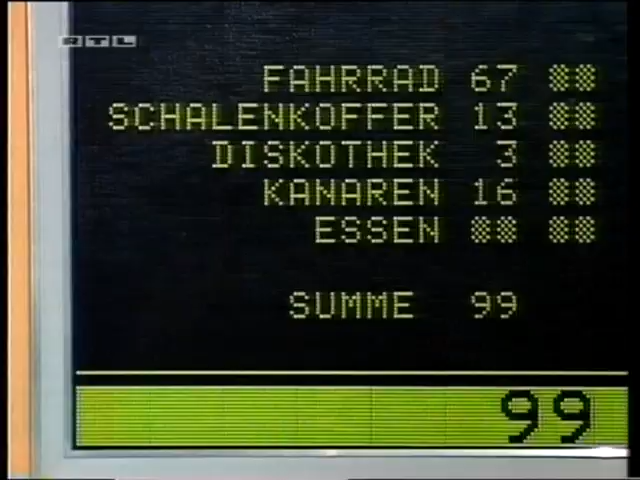 RTL
FAHRRAD 67
SCHALENKOFFER 13
DISKOTHEK 3
KANAREN 16
ESSEN
SUMME 99
99